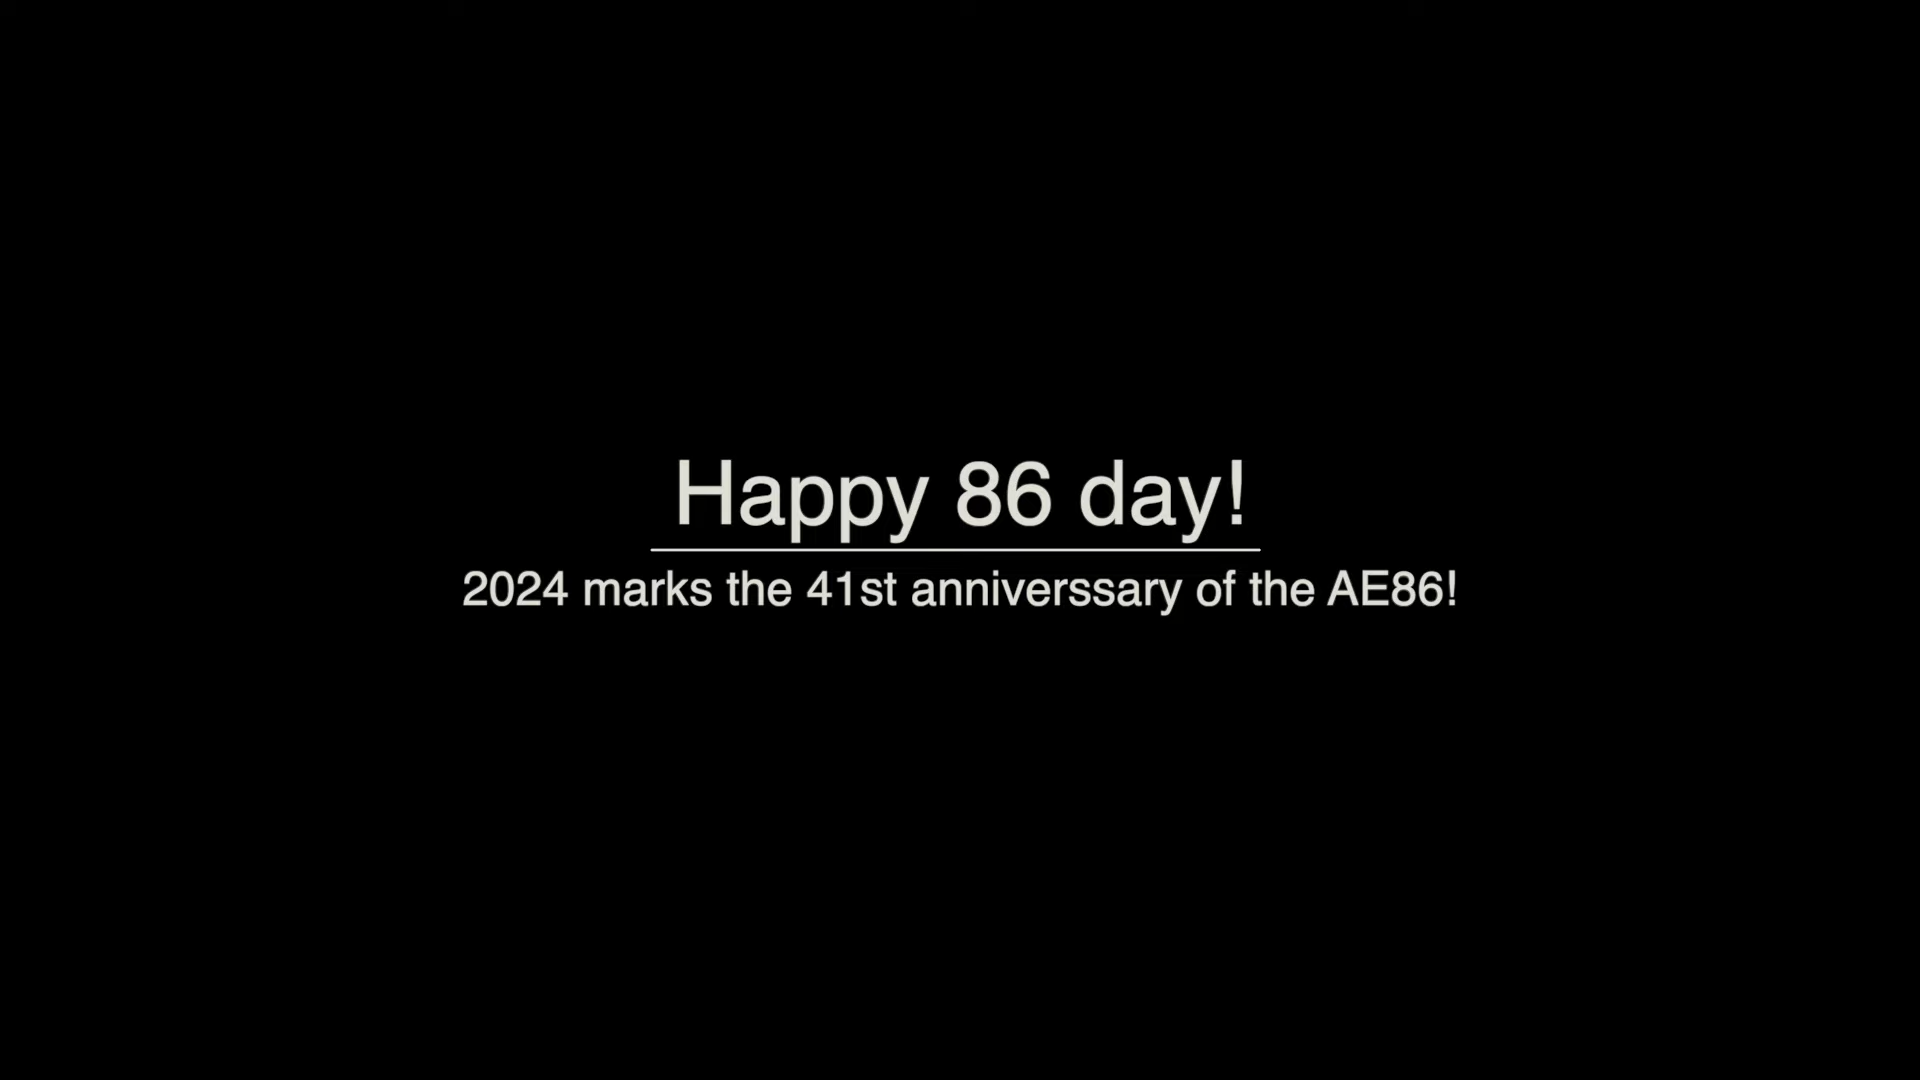 Happy 86 day!
2024 marks the 41st anniverssary of the AE86!